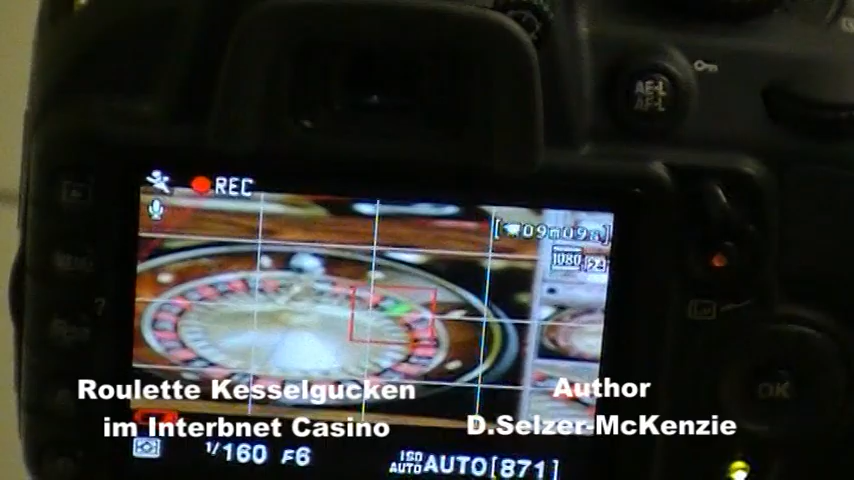 AE-L
AF-L
REC
[09m09s]
1080
?
OK
Roulette Kesselgucken
im Interbnet Casino
Author
D.Selzer-McKenzie
1/160 F6
ISO
AUTO AUTO[871]